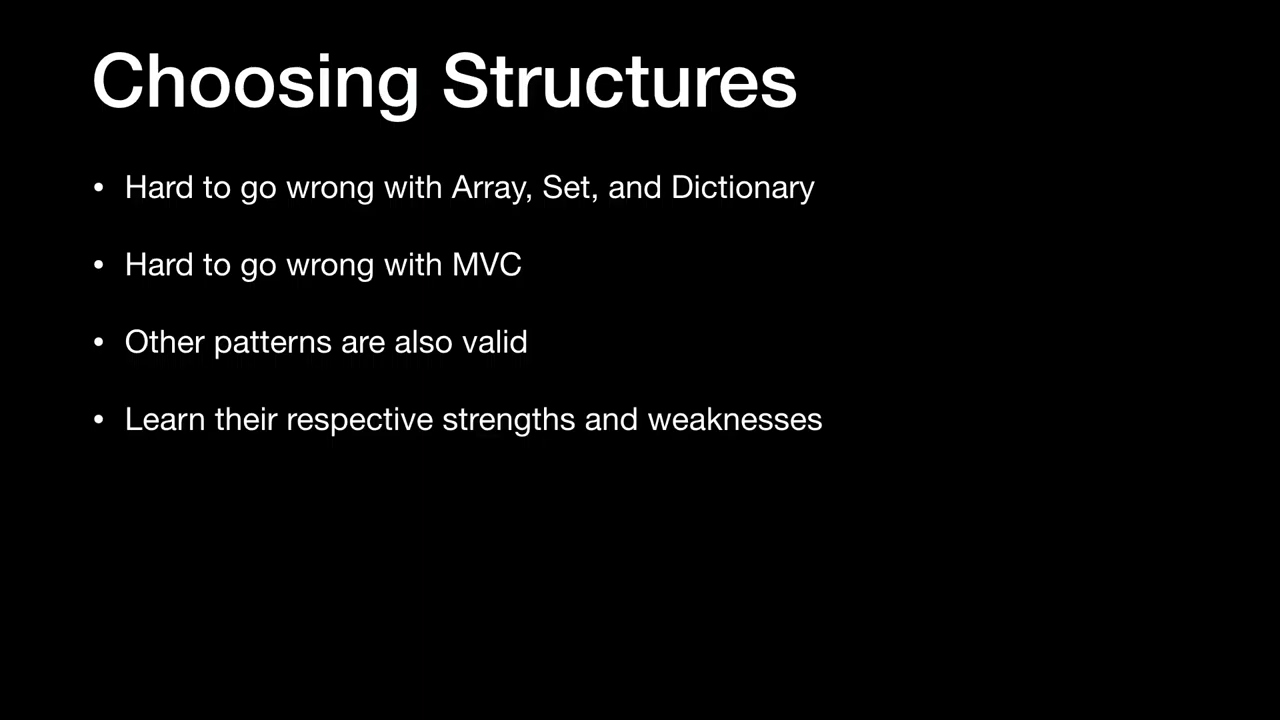 Choosing Structures
• Hard to go wrong with Array, Set, and Dictionary
• Hard to go wrong with MVC
• Other patterns are also valid
• Learn their respective strengths and weaknesses